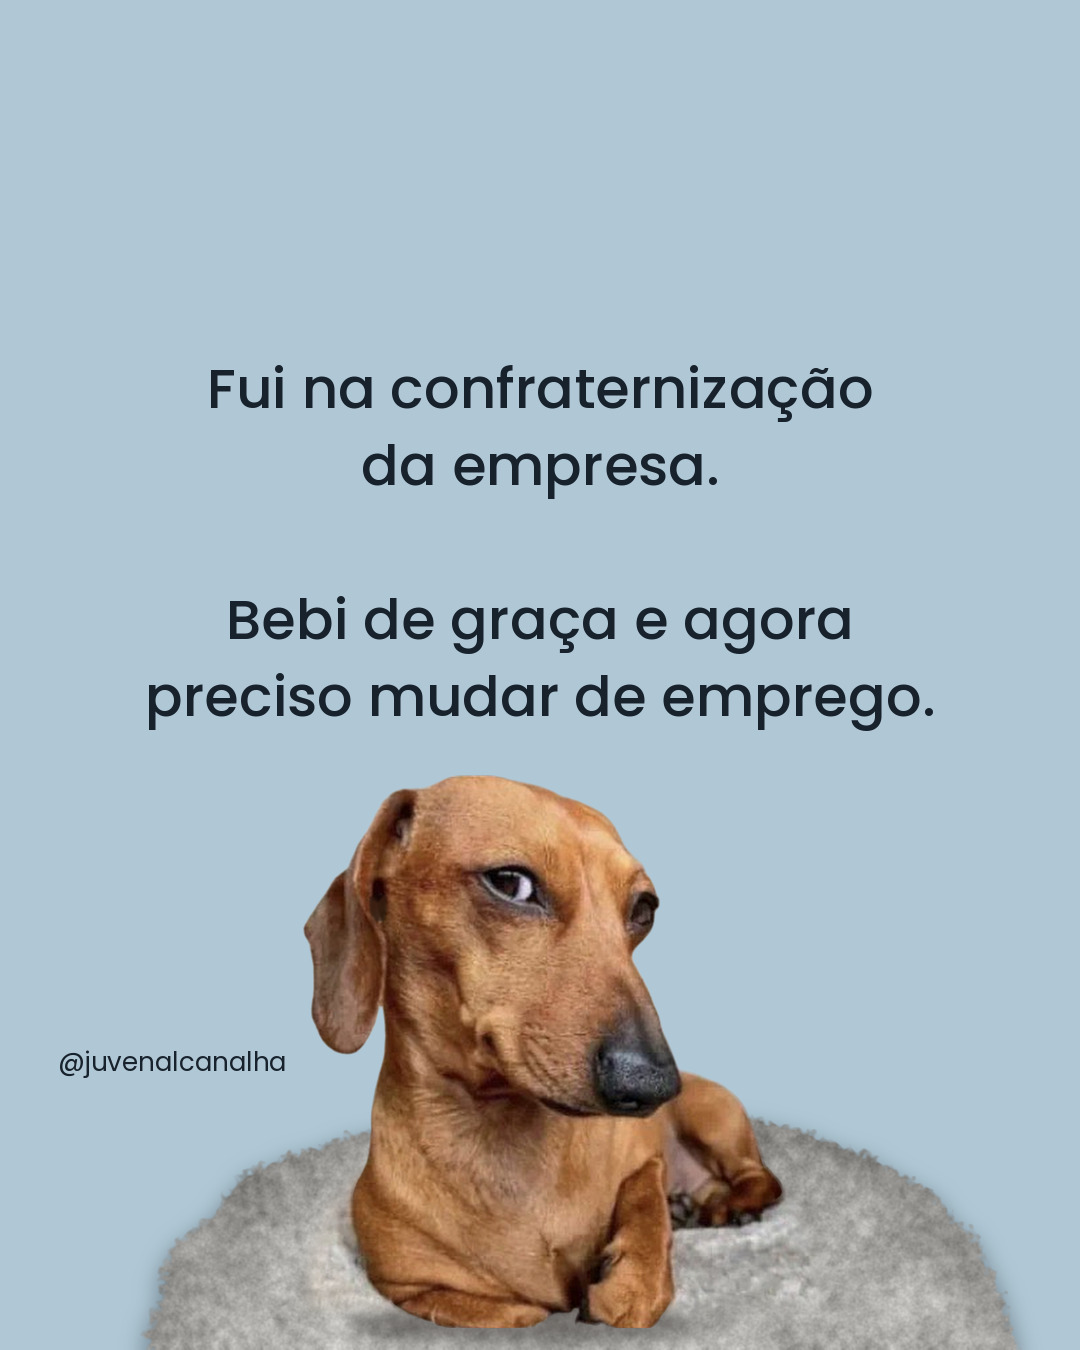 Fui na confraternização
da empresa.
Bebi de graça e agora
preciso mudar de emprego.
@juvenalcanalha